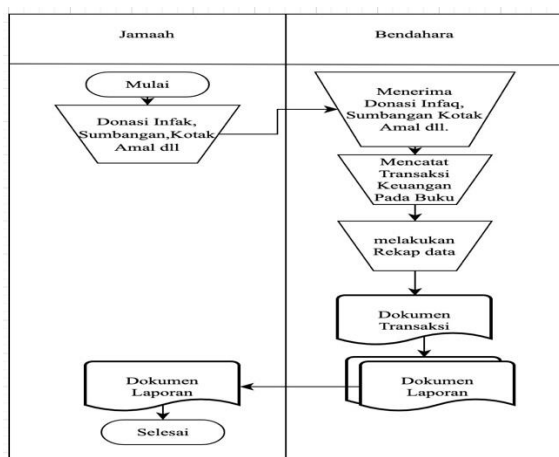 Jamaah
Bendahara
Mulai
Donasi Infak,
Sumbangan,Kotak
Amal dll
Menerima
Donasi Infaq,
Sumbangan Kotak
Amal dll.
Mencatat
Transaksi
Keuangan
Pada Buku
melakukan
Rekap data
Dokumen
Transaksi
Dokumen
Laporan
Dokumen
Laporan
Selesai